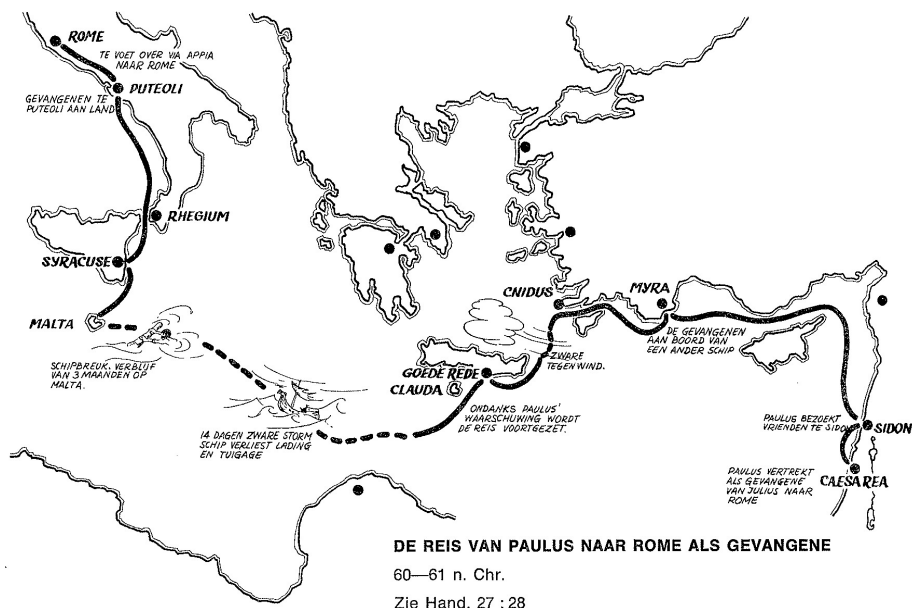 ROME
TE VOET OVER VIA APPIA
NAAR ROME
PUTEOLI
GEVANGENEN TE
PUTEOLI AAN LAND
RHEGIUM
SYRACUSE
MALTA
SCHIPBREUK. VERBLIJF
VAN 3 MAANDEN OP
MALTA.
14 DAGEN ZWARE STORM
SCHIP VERLIEST LADING
EN TUIGAGE
GOEDE REDE
CLAUDA
ONDANKS PAULUS'
WAARSCHUWING WORDT
DE REIS VOORTGEZET.
ZWARE
TEGENWIND.
CNIDUS
MYRA
DE GEVANGENEN
AAN BOORD VAN
EEN ANDER SCHIP
PAULUS BEZOEKT
VRIENDEN TE SIDON
SIDON
CAESAREA
PAULUS VERTREKT
ALS GEVANGENE
VAN JULIUS NAAR
ROME
DE REIS VAN PAULUS NAAR ROME ALS GEVANGENE
60—61 n. Chr.
Zie Hand. 27 : 28